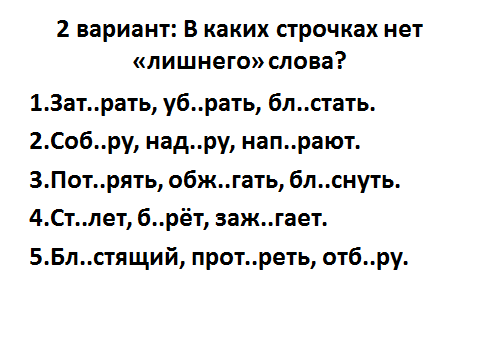 2 вариант: В каких строчках нет
«лишнего» слова?
1.Зат..рать, уб..рать, бл..стать.
2.Соб..ру, над..ру, нап..рают.
3.Пот..рять, обж..гать, бл..снуть.
4.Ст..лет, б..рёт, заж..гает.
5.Бл..стящий, прот..реть, отб..ру.